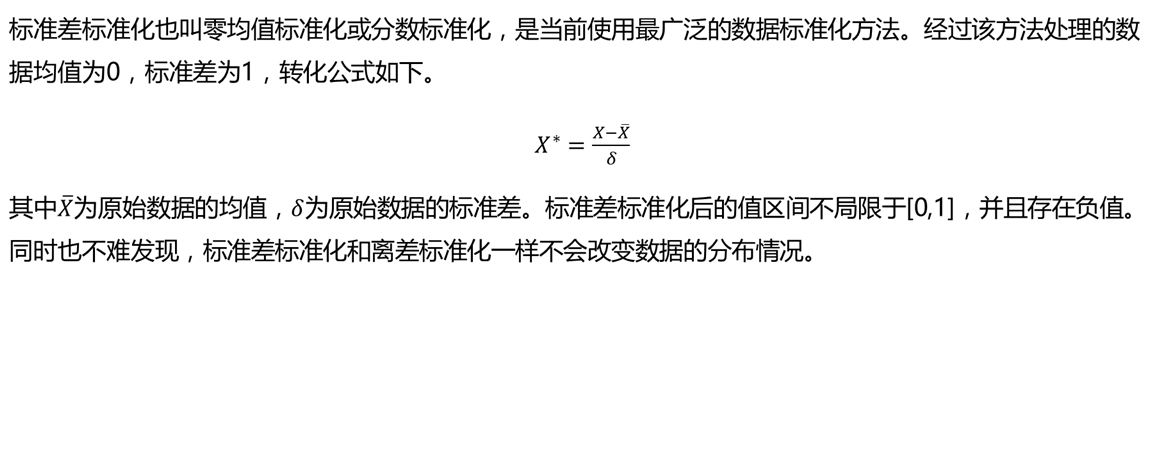 标准差标准化也叫零均值标准化或分数标准化，是当前使用最广泛的数据标准化方法。经过该方法处理的数
据均值为0，标准差为1，转化公式如下。
X* = (X−X̄)/δ
其中X̄为原始数据的均值，δ为原始数据的标准差。标准差标准化后的值区间不局限于[0,1]，并且存在负值。
同时也不难发现，标准差标准化和离差标准化一样不会改变数据的分布情况。